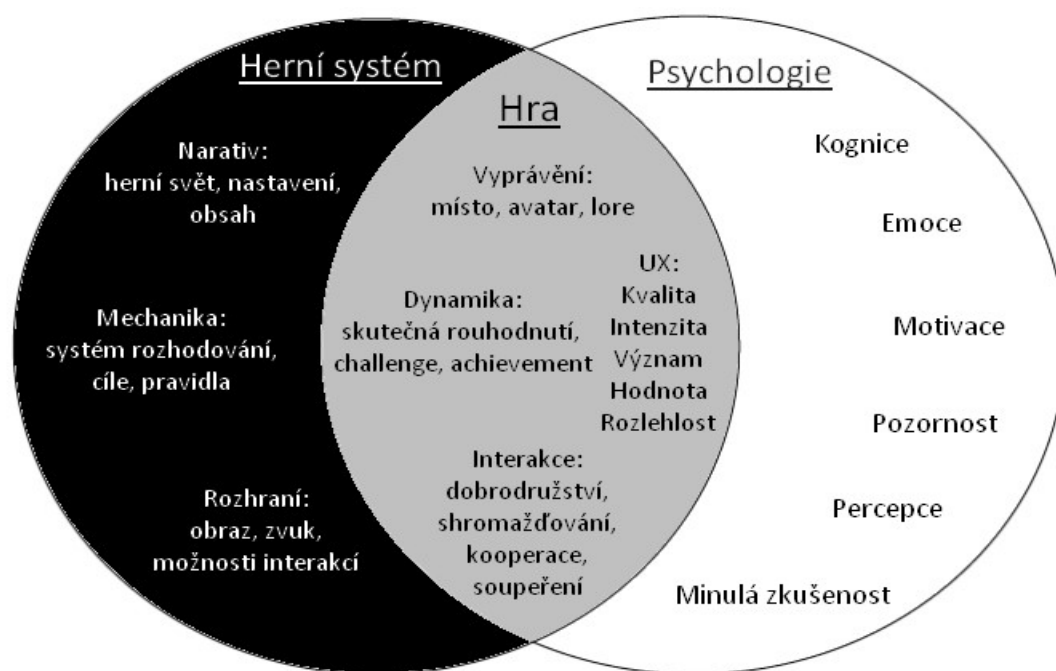 Herní systém
Narativ:
herní svět, nastavení,
obsah
Mechanika:
systém rozhodování,
cíle, pravidla
Rozhraní:
obraz, zvuk,
možnosti interakcí
Hra
Vyprávění:
místo, avatar, lore
Dynamika:
skutečná rouhodnutí,
challenge, achievement
UX:
Kvalita
Intenzita
Význam
Hodnota
Rozlehlost
Interakce:
dobrodružství,
shromažďování,
kooperace,
soupeření
Psychologie
Kognice
Emoce
Motivace
Pozornost
Percepce
Minulá zkušenost